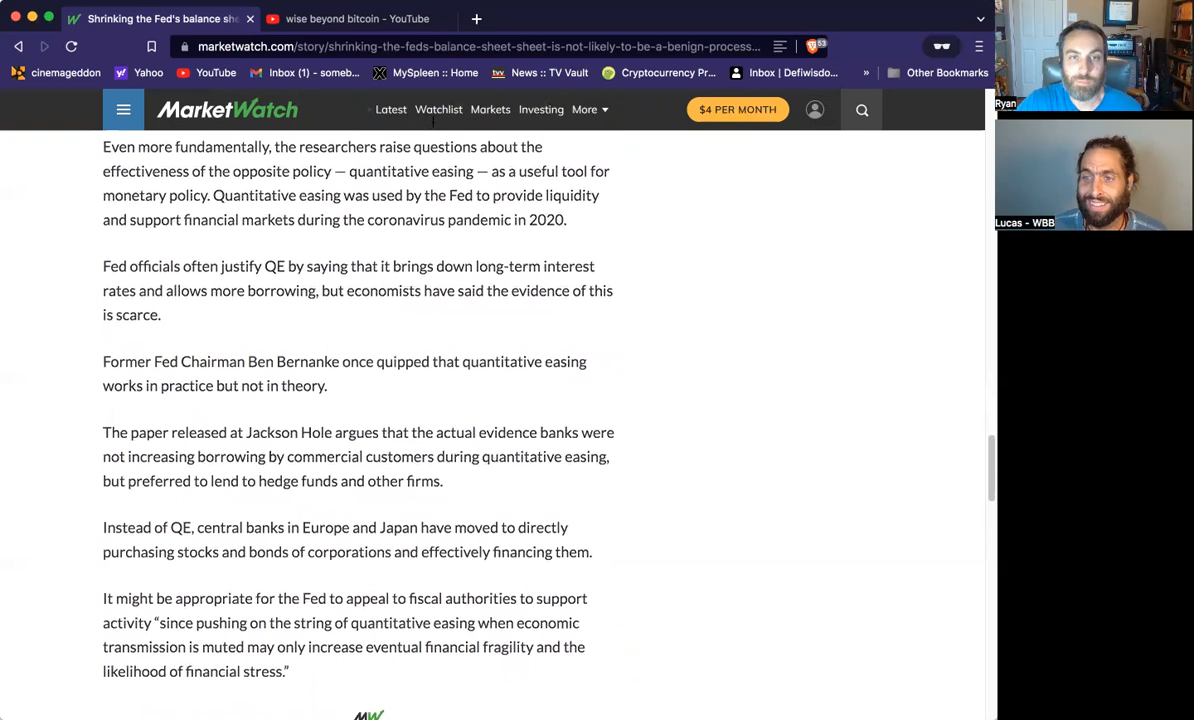 Shrinking the Fed's balance she
wise beyond bitcoin - YouTube
marketwatch.com/story/shrinking-the-feds-balance-sheet-sheet-is-not-likely-to-be-a-benign-process...
53
cinemageddon
Yahoo
YouTube
Inbox (1) - someb...
MySpleen :: Home
News :: TV Vault
Cryptocurrency Pr...
Inbox | Defiwisdo...
»
Other Bookmarks
MarketWatch
Latest
Watchlist
Markets
Investing
More
$4 PER MONTH
Ryan
Lucas - WBB
Even more fundamentally, the researchers raise questions about the
effectiveness of the opposite policy — quantitative easing — as a useful tool for
monetary policy. Quantitative easing was used by the Fed to provide liquidity
and support financial markets during the coronavirus pandemic in 2020.
Fed officials often justify QE by saying that it brings down long-term interest
rates and allows more borrowing, but economists have said the evidence of this
is scarce.
Former Fed Chairman Ben Bernanke once quipped that quantitative easing
works in practice but not in theory.
The paper released at Jackson Hole argues that the actual evidence banks were
not increasing borrowing by commercial customers during quantitative easing,
but preferred to lend to hedge funds and other firms.
Instead of QE, central banks in Europe and Japan have moved to directly
purchasing stocks and bonds of corporations and effectively financing them.
It might be appropriate for the Fed to appeal to fiscal authorities to support
activity “since pushing on the string of quantitative easing when economic
transmission is muted may only increase eventual financial fragility and the
likelihood of financial stress.”
MW